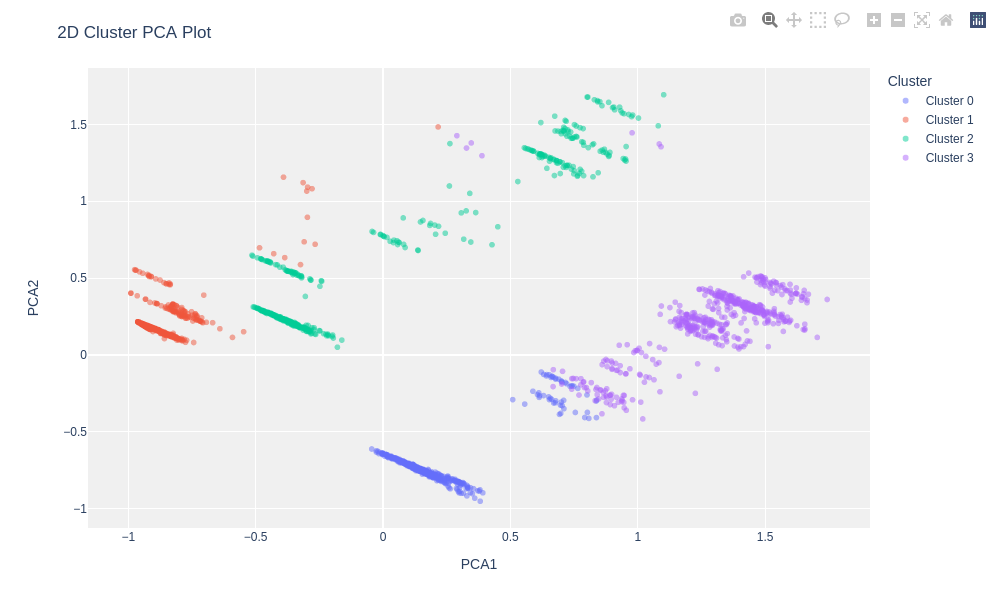 2D Cluster PCA Plot
Cluster
Cluster 0
Cluster 1
Cluster 2
Cluster 3
PCA2
1.5
1
0.5
0
−0.5
−1
−1
−0.5
0
0.5
1
1.5
PCA1